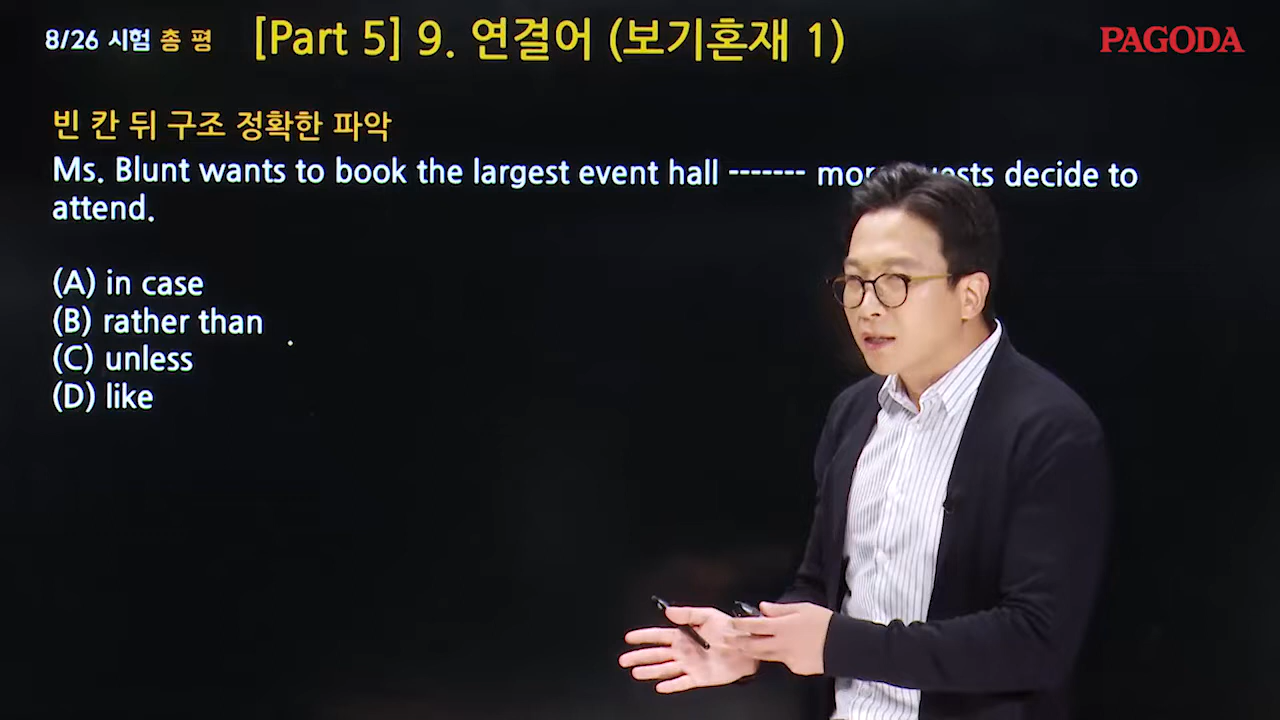 8/26 시험 총 평 [Part 5] 9. 연결어 (보기혼재 1) PAGODA
빈 칸 뒤 구조 정확한 파악
Ms. Blunt wants to book the largest event hall ------- decide to
attend.
(A) in case
(B) rather than
(C) unless
(D) like